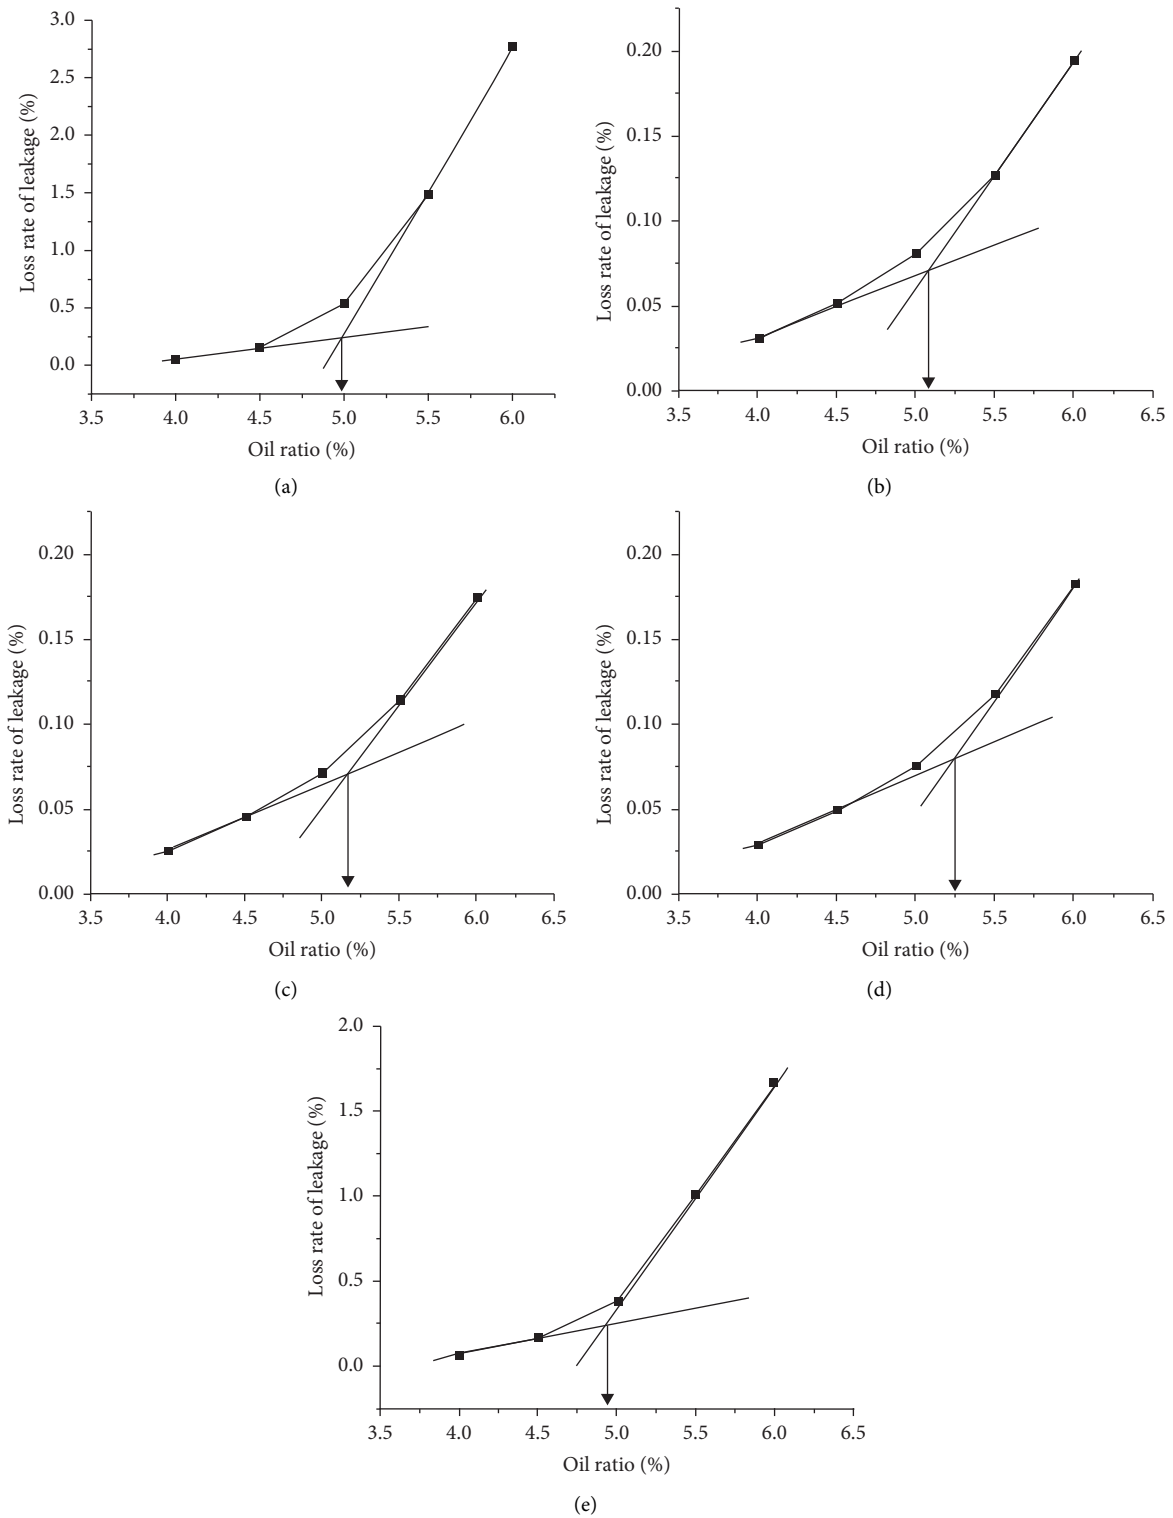 3.0
2.5
2.0
1.5
1.0
0.5
0.0
Loss rate of leakage (%)
3.5 4.0 4.5 5.0 5.5 6.0
Oil ratio (%)
(a)
0.20
0.15
0.10
0.05
0.00
Loss rate of leakage (%)
3.5 4.0 4.5 5.0 5.5 6.0 6.5
Oil ratio (%)
(b)
0.20
0.15
0.10
0.05
0.00
Loss rate of leakage (%)
3.5 4.0 4.5 5.0 5.5 6.0 6.5
Oil ratio (%)
(c)
0.20
0.15
0.10
0.05
0.00
Loss rate of leakage (%)
3.5 4.0 4.5 5.0 5.5 6.0 6.5
Oil ratio (%)
(d)
2.0
1.5
1.0
0.5
0.0
Loss rate of leakage (%)
3.5 4.0 4.5 5.0 5.5 6.0 6.5
Oil ratio (%)
(e)